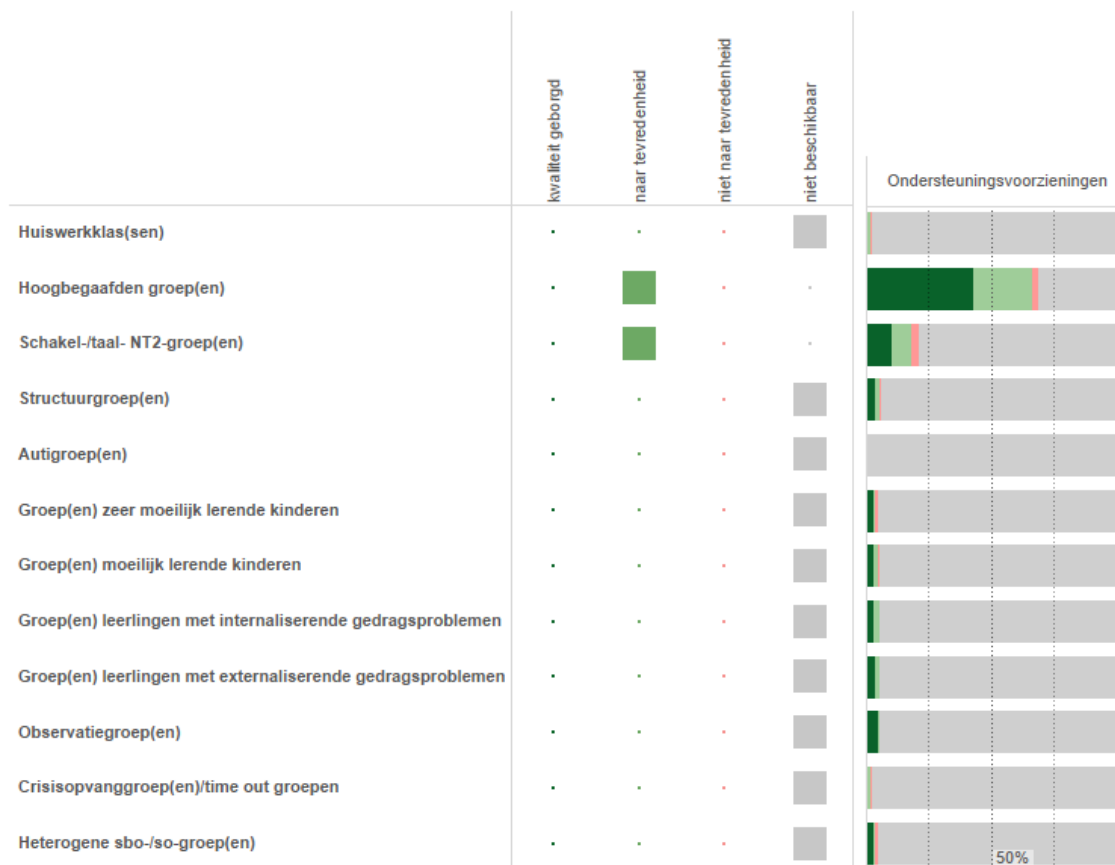 kwaliteit geborgd
naar tevredenheid
niet naar tevredenheid
niet beschikbaar
Ondersteuningsvoorzieningen
Huiswerkklas(sen)
Hoogbegaafden groep(en)
Schakel-/taal- NT2-groep(en)
Structuurgroep(en)
Autigroep(en)
Groep(en) zeer moeilijk lerende kinderen
Groep(en) moeilijk lerende kinderen
Groep(en) leerlingen met internaliserende gedragsproblemen
Groep(en) leerlingen met externaliserende gedragsproblemen
Observatiegroep(en)
Crisisopvanggroep(en)/time out groepen
Heterogene sbo-/so-groep(en)
50%